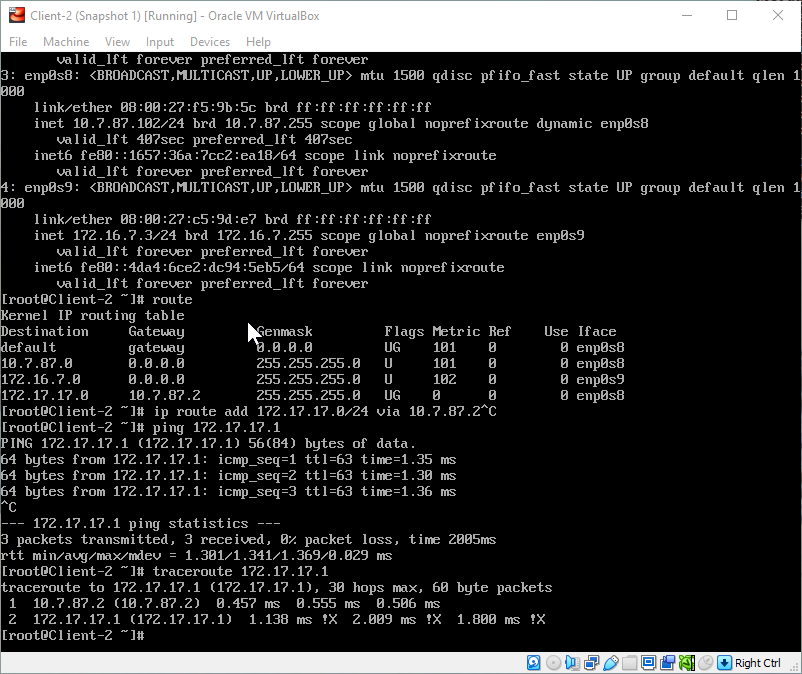 Client-2 (Snapshot 1) [Running] - Oracle VM VirtualBox
File Machine View Input Devices Help
valid_lft forever preferred_lft forever
3: enp0s8: <BROADCAST,MULTICAST,UP,LOWER_UP> mtu 1500 qdisc pfifo_fast state UP group default qlen 1
000
link/ether 08:00:27:f5:9b:5c brd ff:ff:ff:ff:ff:ff
inet 10.7.87.102/24 brd 10.7.87.255 scope global noprefixroute dynamic enp0s8
valid_lft 407sec preferred_lft 407sec
inet6 fe80::1657:36a:7cc2:ea18/64 scope link noprefixroute
valid_lft forever preferred_lft forever
4: enp0s9: <BROADCAST,MULTICAST,UP,LOWER_UP> mtu 1500 qdisc pfifo_fast state UP group default qlen 1
000
link/ether 08:00:27:c5:9d:e7 brd ff:ff:ff:ff:ff:ff
inet 172.16.7.3/24 brd 172.16.7.255 scope global noprefixroute enp0s9
valid_lft forever preferred_lft forever
inet6 fe80::4da4:6ce2:dc94:5eb5/64 scope link noprefixroute
valid_lft forever preferred_lft forever
[root@Client-2 ~]# route
Kernel IP routing table
Destination Gateway Genmask Flags Metric Ref Use Iface
default gateway 0.0.0.0 UG 101 0 0 enp0s8
10.7.87.0 0.0.0.0 255.255.255.0 U 101 0 0 enp0s8
172.16.7.0 0.0.0.0 255.255.255.0 U 102 0 0 enp0s9
172.17.17.0 10.7.87.2 255.255.255.0 UG 0 0 0 enp0s8
[root@Client-2 ~]# ip route add 172.17.17.0/24 via 10.7.87.2^C
[root@Client-2 ~]# ping 172.17.17.1
PING 172.17.17.1 (172.17.17.1) 56(84) bytes of data.
64 bytes from 172.17.17.1: icmp_seq=1 ttl=63 time=1.35 ms
64 bytes from 172.17.17.1: icmp_seq=2 ttl=63 time=1.30 ms
64 bytes from 172.17.17.1: icmp_seq=3 ttl=63 time=1.36 ms
^C
--- 172.17.17.1 ping statistics ---
3 packets transmitted, 3 received, 0% packet loss, time 2005ms
rtt min/avg/max/mdev = 1.301/1.341/1.369/0.029 ms
[root@Client-2 ~]# traceroute 172.17.17.1
traceroute to 172.17.17.1 (172.17.17.1), 30 hops max, 60 byte packets
1 10.7.87.2 (10.7.87.2) 0.457 ms 0.555 ms 0.506 ms
2 172.17.17.1 (172.17.17.1) 1.138 ms !X 2.009 ms !X 1.800 ms !X
[root@Client-2 ~]#
Right Ctrl